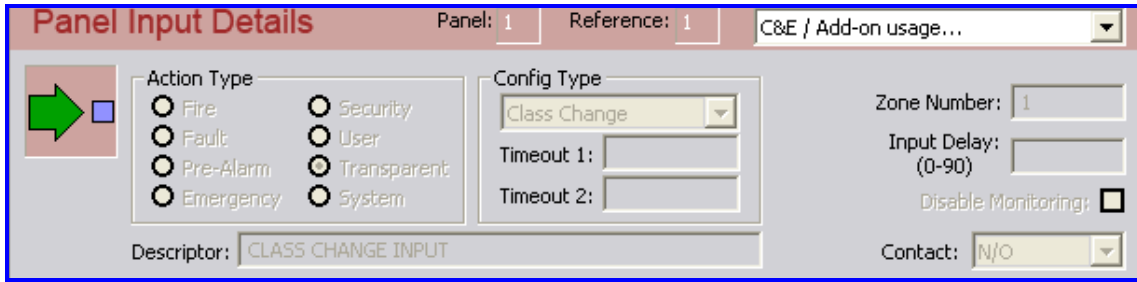 Panel Input Details Panel: 1 Reference: 1 C&E / Add-on usage...
Action Type
Fire Security
Fault User
Pre-Alarm Transparent
Emergency System
Config Type
Class Change
Timeout 1:
Timeout 2:
Zone Number: 1
Input Delay:
(0-90)
Disable Monitoring:
Descriptor: CLASS CHANGE INPUT
Contact: N/O